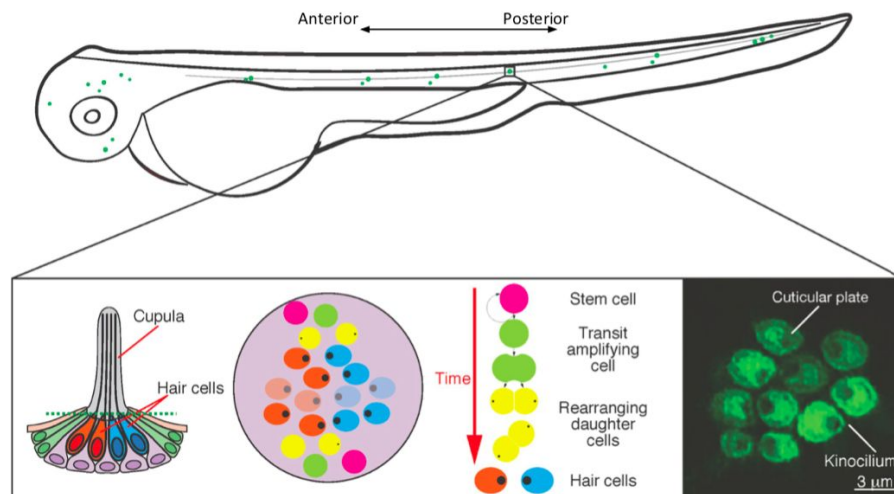 Anterior
Posterior
Cupula
Hair cells
Time
Stem cell
Transit
amplifying
cell
Rearranging
daughter
cells
Hair cells
Cuticular plate
Kinocilium
3 μm